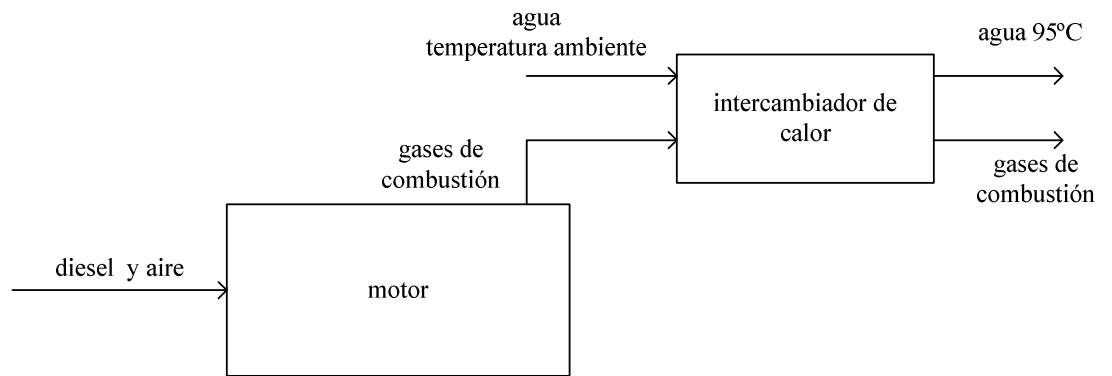 agua
temperatura ambiente
agua 95ºC
intercambiador de
calor
gases de
combustión
gases de
combustión
diesel y aire
motor